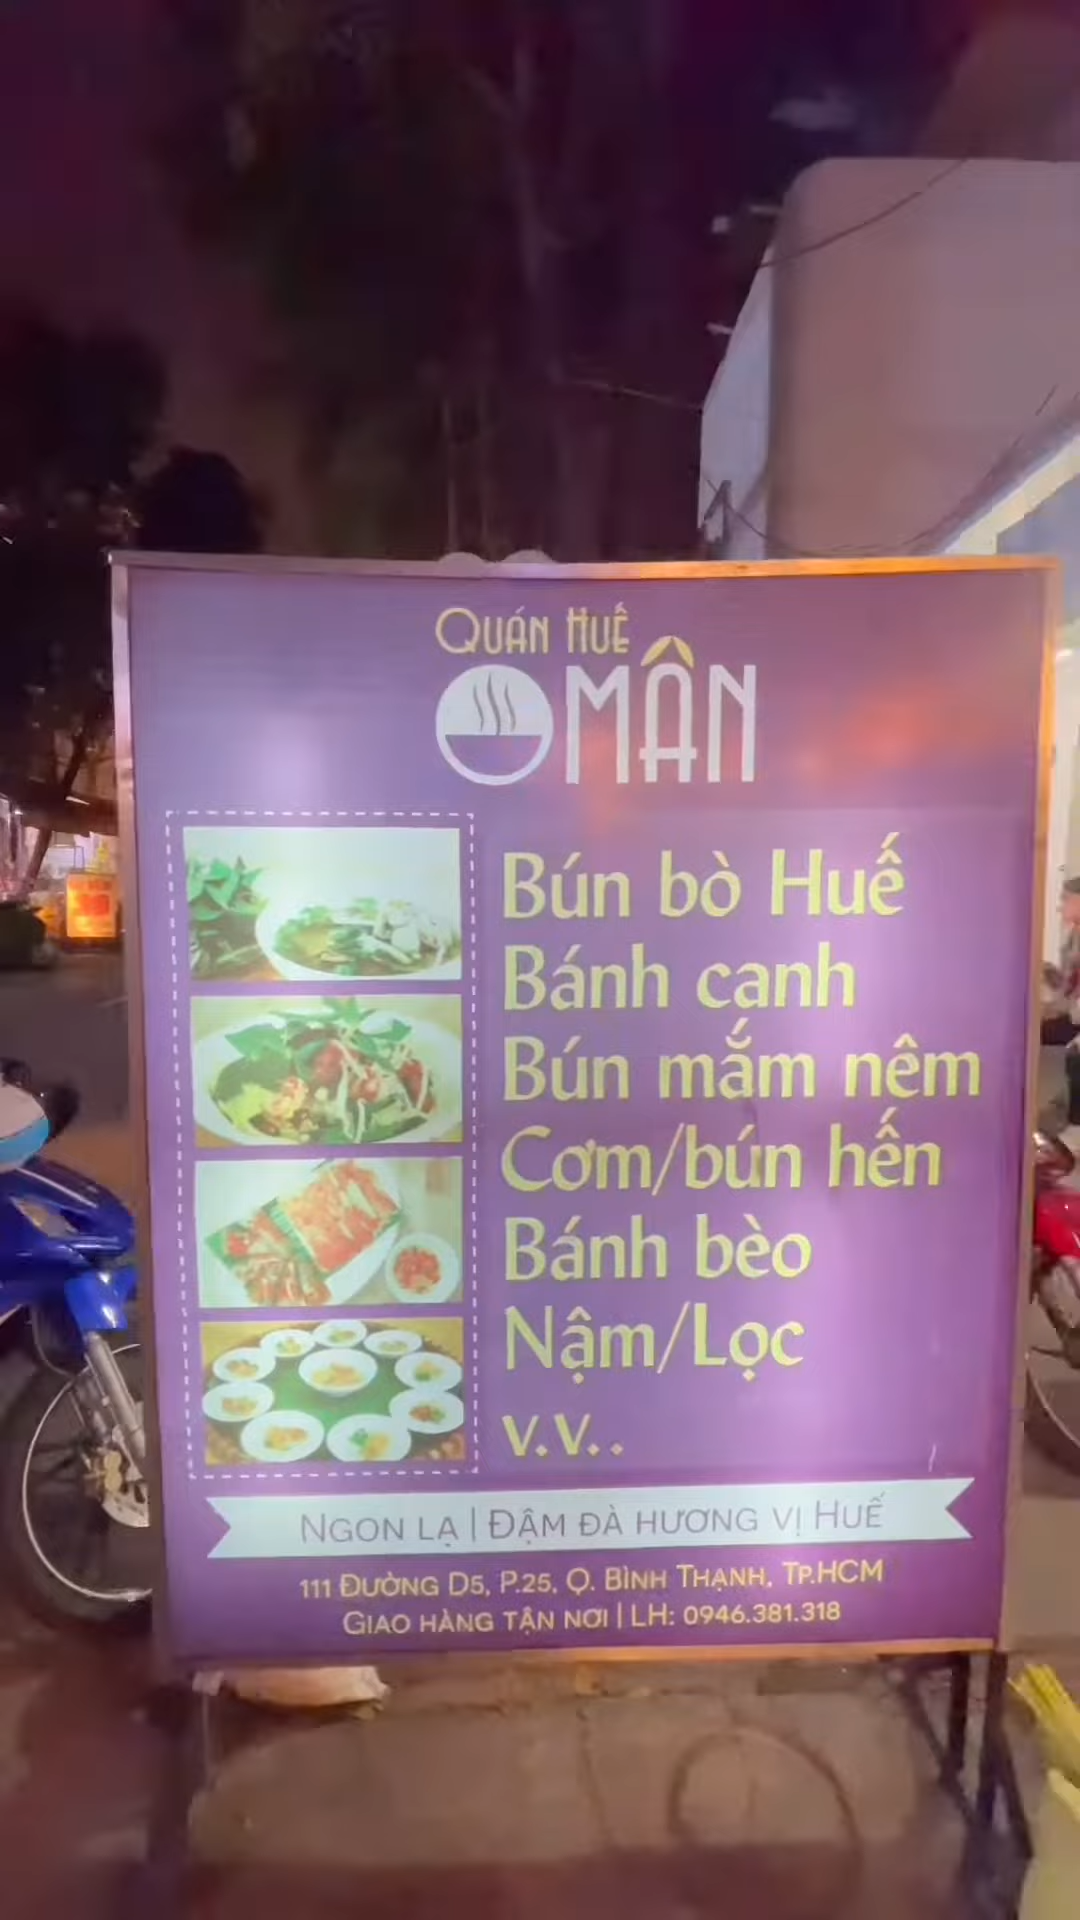 QUÁN HUẾ
MÂN
Bún bò Huế
Bánh canh
Bún mắm nêm
Cơm/bún hến
Bánh bèo
Nậm/Lọc
v.v..
NGON LẠ | ĐẬM ĐÀ HƯƠNG VỊ HUẾ
111 ĐƯỜNG D5, P.25, Q. BÌNH THẠNH, TP.HCM
GIAO HÀNG TẬN NƠI | LH: 0946.381.318